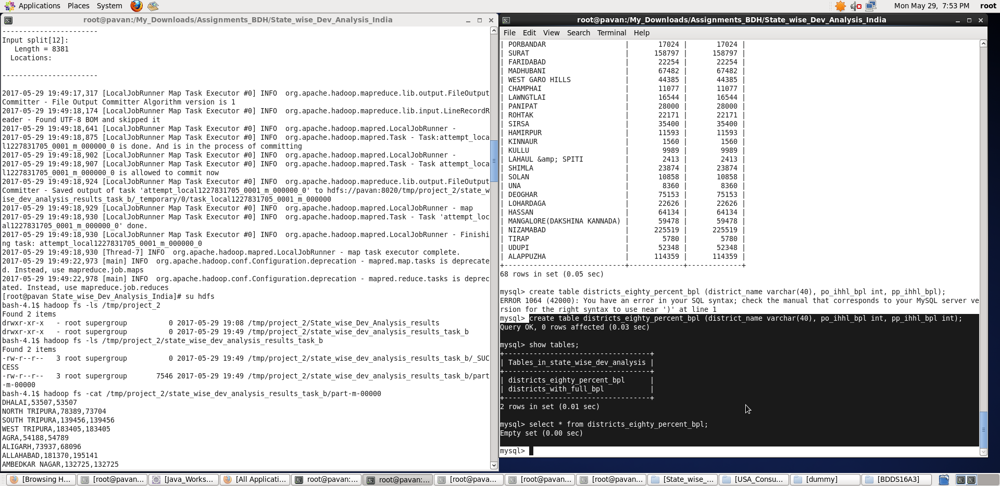 Applications Places System
Mon May 29, 7:53 PM root
root@pavan:/My_Downloads/Assignments_BDH/State_wise_Dev_Analysis_India
-----------------------
Input split[12]:
   Length = 8381
  Locations:

-----------------------

2017-05-29 19:49:17,317 [LocalJobRunner Map Task Executor #0] INFO  org.apache.hadoop.mapreduce.lib.output.FileOutput
Committer - File Output Committer Algorithm version is 1
2017-05-29 19:49:18,174 [LocalJobRunner Map Task Executor #0] INFO  org.apache.hadoop.mapreduce.lib.input.LineRecordR
eader - Found UTF-8 BOM and skipped it
2017-05-29 19:49:18,641 [LocalJobRunner Map Task Executor #0] INFO  org.apache.hadoop.mapred.LocalJobRunner -
2017-05-29 19:49:18,875 [LocalJobRunner Map Task Executor #0] INFO  org.apache.hadoop.mapred.Task - Task:attempt_loca
l1227831705_0001_m_000000_0 is done. And is in the process of committing
2017-05-29 19:49:18,902 [LocalJobRunner Map Task Executor #0] INFO  org.apache.hadoop.mapred.LocalJobRunner -
2017-05-29 19:49:18,907 [LocalJobRunner Map Task Executor #0] INFO  org.apache.hadoop.mapred.Task - Task attempt_loca
l1227831705_0001_m_000000_0 is allowed to commit now
2017-05-29 19:49:18,924 [LocalJobRunner Map Task Executor #0] INFO  org.apache.hadoop.mapreduce.lib.output.FileOutput
Committer - Saved output of task 'attempt_local1227831705_0001_m_000000_0' to hdfs://pavan:8020/tmp/project_2/state_w
ise_dev_analysis_results_task_b/_temporary/0/task_local1227831705_0001_m_000000
2017-05-29 19:49:18,929 [LocalJobRunner Map Task Executor #0] INFO  org.apache.hadoop.mapred.LocalJobRunner - map
2017-05-29 19:49:18,930 [LocalJobRunner Map Task Executor #0] INFO  org.apache.hadoop.mapred.Task - Task 'attempt_loc
al1227831705_0001_m_000000_0' done.
2017-05-29 19:49:18,930 [LocalJobRunner Map Task Executor #0] INFO  org.apache.hadoop.mapred.LocalJobRunner - Finishi
ng task: attempt_local1227831705_0001_m_000000_0
2017-05-29 19:49:18,930 [Thread-7] INFO  org.apache.hadoop.mapred.LocalJobRunner - map task executor complete.
2017-05-29 19:49:22,973 [main] INFO  org.apache.hadoop.conf.Configuration.deprecation - mapred.map.tasks is deprecate
d. Instead, use mapreduce.job.maps
2017-05-29 19:49:22,978 [main] INFO  org.apache.hadoop.conf.Configuration.deprecation - mapred.reduce.tasks is deprec
ated. Instead, use mapreduce.job.reduces
[root@pavan State_wise_Dev_Analysis_India]# su hdfs
bash-4.1$ hadoop fs -ls /tmp/project_2
Found 2 items
drwxr-xr-x   - root supergroup          0 2017-05-29 19:08 /tmp/project_2/State_wise_Dev_Analysis_results
drwxr-xr-x   - root supergroup          0 2017-05-29 19:49 /tmp/project_2/state_wise_dev_analysis_results_task_b
bash-4.1$ hadoop fs -ls /tmp/project_2/state_wise_dev_analysis_results_task_b
Found 2 items
-rw-r--r--   3 root supergroup          0 2017-05-29 19:49 /tmp/project_2/state_wise_dev_analysis_results_task_b/_SUC
CESS
-rw-r--r--   3 root supergroup       7546 2017-05-29 19:49 /tmp/project_2/state_wise_dev_analysis_results_task_b/part
-m-00000
bash-4.1$ hadoop fs -cat /tmp/project_2/state_wise_dev_analysis_results_task_b/part-m-00000
DHALAI,53507,53507
NORTH TRIPURA,78389,73704
SOUTH TRIPURA,139456,139456
WEST TRIPURA,183405,183405
AGRA,54188,54789
ALIGARH,73937,68096
ALLAHABAD,181370,195141
AMBEDKAR NAGAR,132725,132725
root@pavan:/My_Downloads/Assignments_BDH/State_wise_Dev_Analysis_India
File Edit View Search Terminal Help
| PORBANDAR                  |       17024 |       17024 |
| SURAT                      |      158797 |      158797 |
| FARIDABAD                  |       22254 |       22254 |
| MADHUBANI                  |       67482 |       67482 |
| WEST GARO HILLS            |       44385 |       44385 |
| CHAMPHAI                   |       11077 |       11077 |
| LAWNGTLAI                  |       16544 |       16544 |
| PANIPAT                    |       28000 |       28000 |
| ROHTAK                     |       22171 |       22171 |
| SIRSA                      |       35400 |       35400 |
| HAMIRPUR                   |       11593 |       11593 |
| KINNAUR                    |        1560 |        1560 |
| KULLU                      |        9989 |        9989 |
| LAHAUL &amp; SPITI         |        2413 |        2413 |
| SHIMLA                     |       23874 |       23874 |
| SOLAN                      |       10858 |       10858 |
| UNA                        |        8360 |        8360 |
| DEOGHAR                    |       75153 |       75153 |
| LOHARDAGA                  |       22626 |       22626 |
| HASSAN                     |       64134 |       64134 |
| MANGALORE(DAKSHINA KANNADA) |       59478 |       59478 |
| NIZAMABAD                  |      225519 |      225519 |
| TIRAP                      |        5780 |        5780 |
| UDUPI                      |       52348 |       52348 |
| ALAPPUZHA                  |      114359 |      114359 |
+-----------------------------+-------------+-------------+
68 rows in set (0.05 sec)

mysql> create table districts_eighty_percent_bpl (district_name varchar(40), po_ihhl_bpl int, pp_ihhl_bpl);
ERROR 1064 (42000): You have an error in your SQL syntax; check the manual that corresponds to your MySQL server ve
rsion for the right syntax to use near ')' at line 1
mysql> create table districts_eighty_percent_bpl (district_name varchar(40), po_ihhl_bpl int, pp_ihhl_bpl int);
Query OK, 0 rows affected (0.03 sec)

mysql> show tables;
+-----------------------------------+
| Tables_in_state_wise_dev_analysis |
+-----------------------------------+
| districts_eighty_percent_bpl      |
| districts_with_full_bpl           |
+-----------------------------------+
2 rows in set (0.01 sec)

mysql> select * from districts_eighty_percent_bpl;
Empty set (0.00 sec)

mysql>
[Browsing H... [root@pavan:... [Java_Works... [All Applicati... root@pavan:... root@pavan:... [root@pava... [root@pavan... [root@pavan... [State_wise_... [USA_Consu... [dummy] [BDDS16A3]